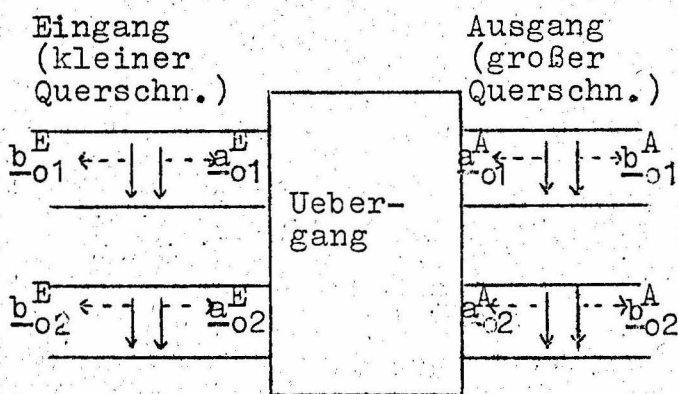 Eingang
(kleiner
Querschn.)
Ausgang
(großer
Querschn.)
b^E_o1 a^E_o1
a^A_o1 b^A_o1
Ueber-
gang
b^E_o2 a^E_o2
a^A_o2 b^A_o2